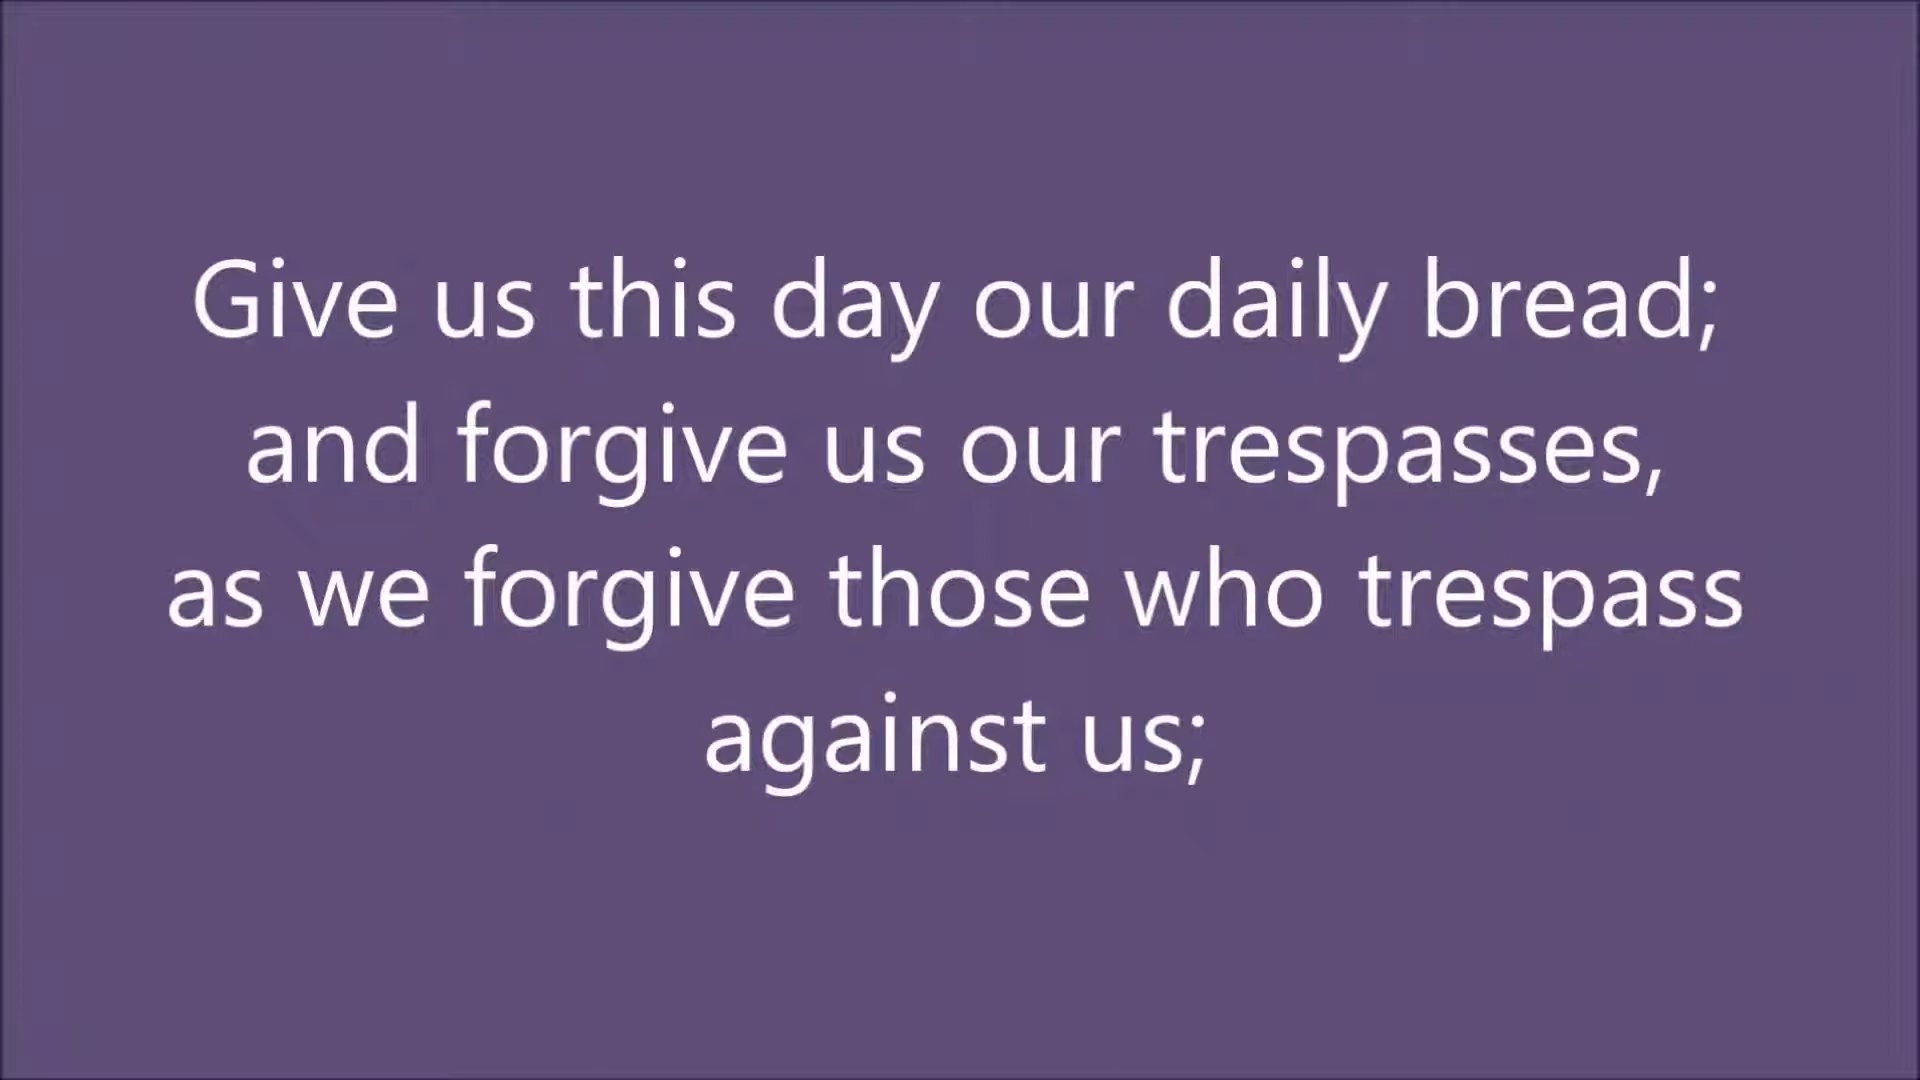 Give us this day our daily bread;
and forgive us our trespasses,
as we forgive those who trespass
against us;